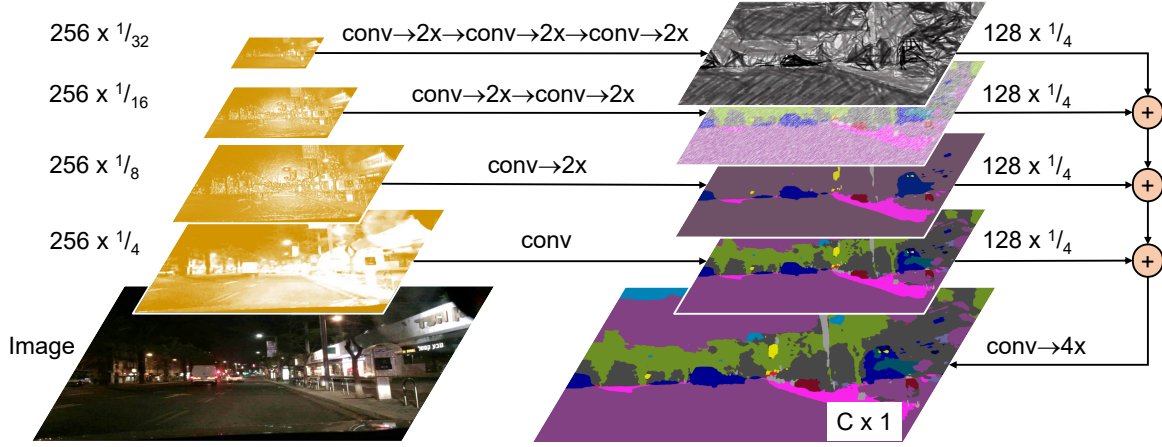 256 x 1/32
conv→2x→conv→2x→conv→2x
128 x 1/4
256 x 1/16
conv→2x→conv→2x
128 x 1/4
+
256 x 1/8
conv→2x
128 x 1/4
+
256 x 1/4
conv
128 x 1/4
+
Image
conv→4x
C x 1